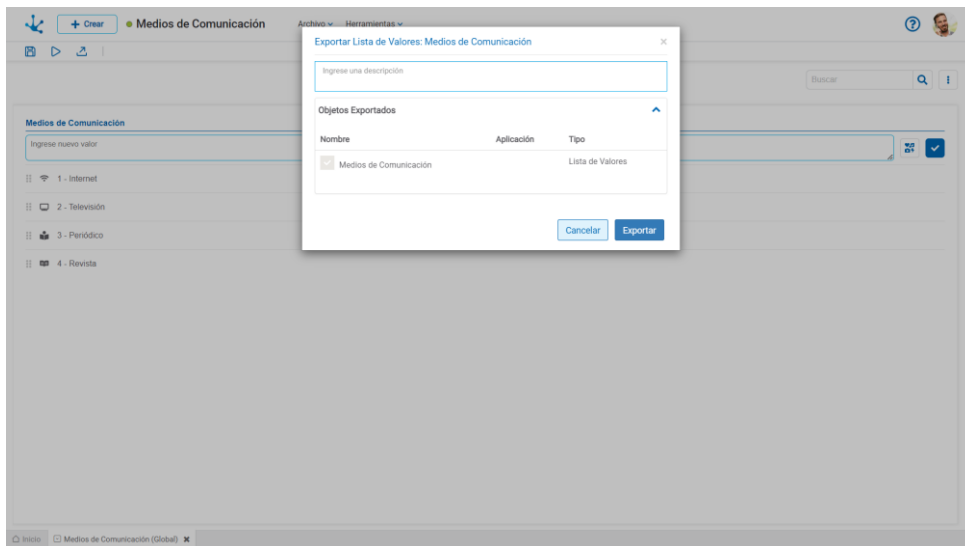 + Crear
Medios de Comunicación
Archivo
Herramientas
Exportar Lista de Valores: Medios de Comunicación
Ingrese una descripción
Buscar
Objetos Exportados
Medios de Comunicación
Nombre Aplicación Tipo
Ingrese nuevo valor
Medios de Comunicación Lista de Valores
1 - Internet
2 - Televisión
3 - Periódico
Cancelar Exportar
4 - Revista
Inicio
Medios de Comunicación (Global)